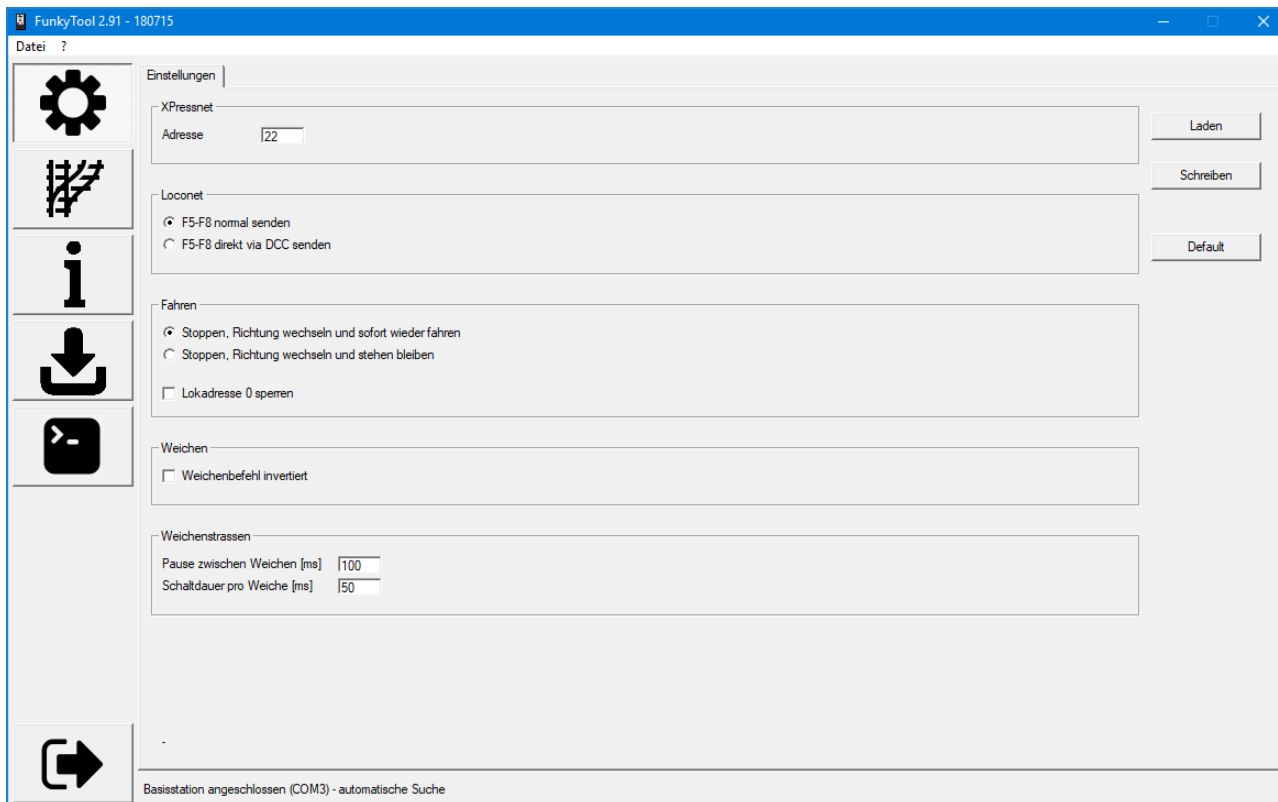 FunkyTool 2.91 - 180715
Datei ?
Einstellungen
XPressnet
Adresse 22
Laden
Schreiben
Loconet
F5-F8 normal senden
F5-F8 direkt via DCC senden
Default
Fahren
Stoppen, Richtung wechseln und sofort wieder fahren
Stoppen, Richtung wechseln und stehen bleiben
Lokadresse 0 sperren
Weichen
Weichenbefehl invertiert
Weichenstrassen
Pause zwischen Weichen [ms] 100
Schaltdauer pro Weiche [ms] 50
-
Basisstation angeschlossen (COM3) - automatische Suche